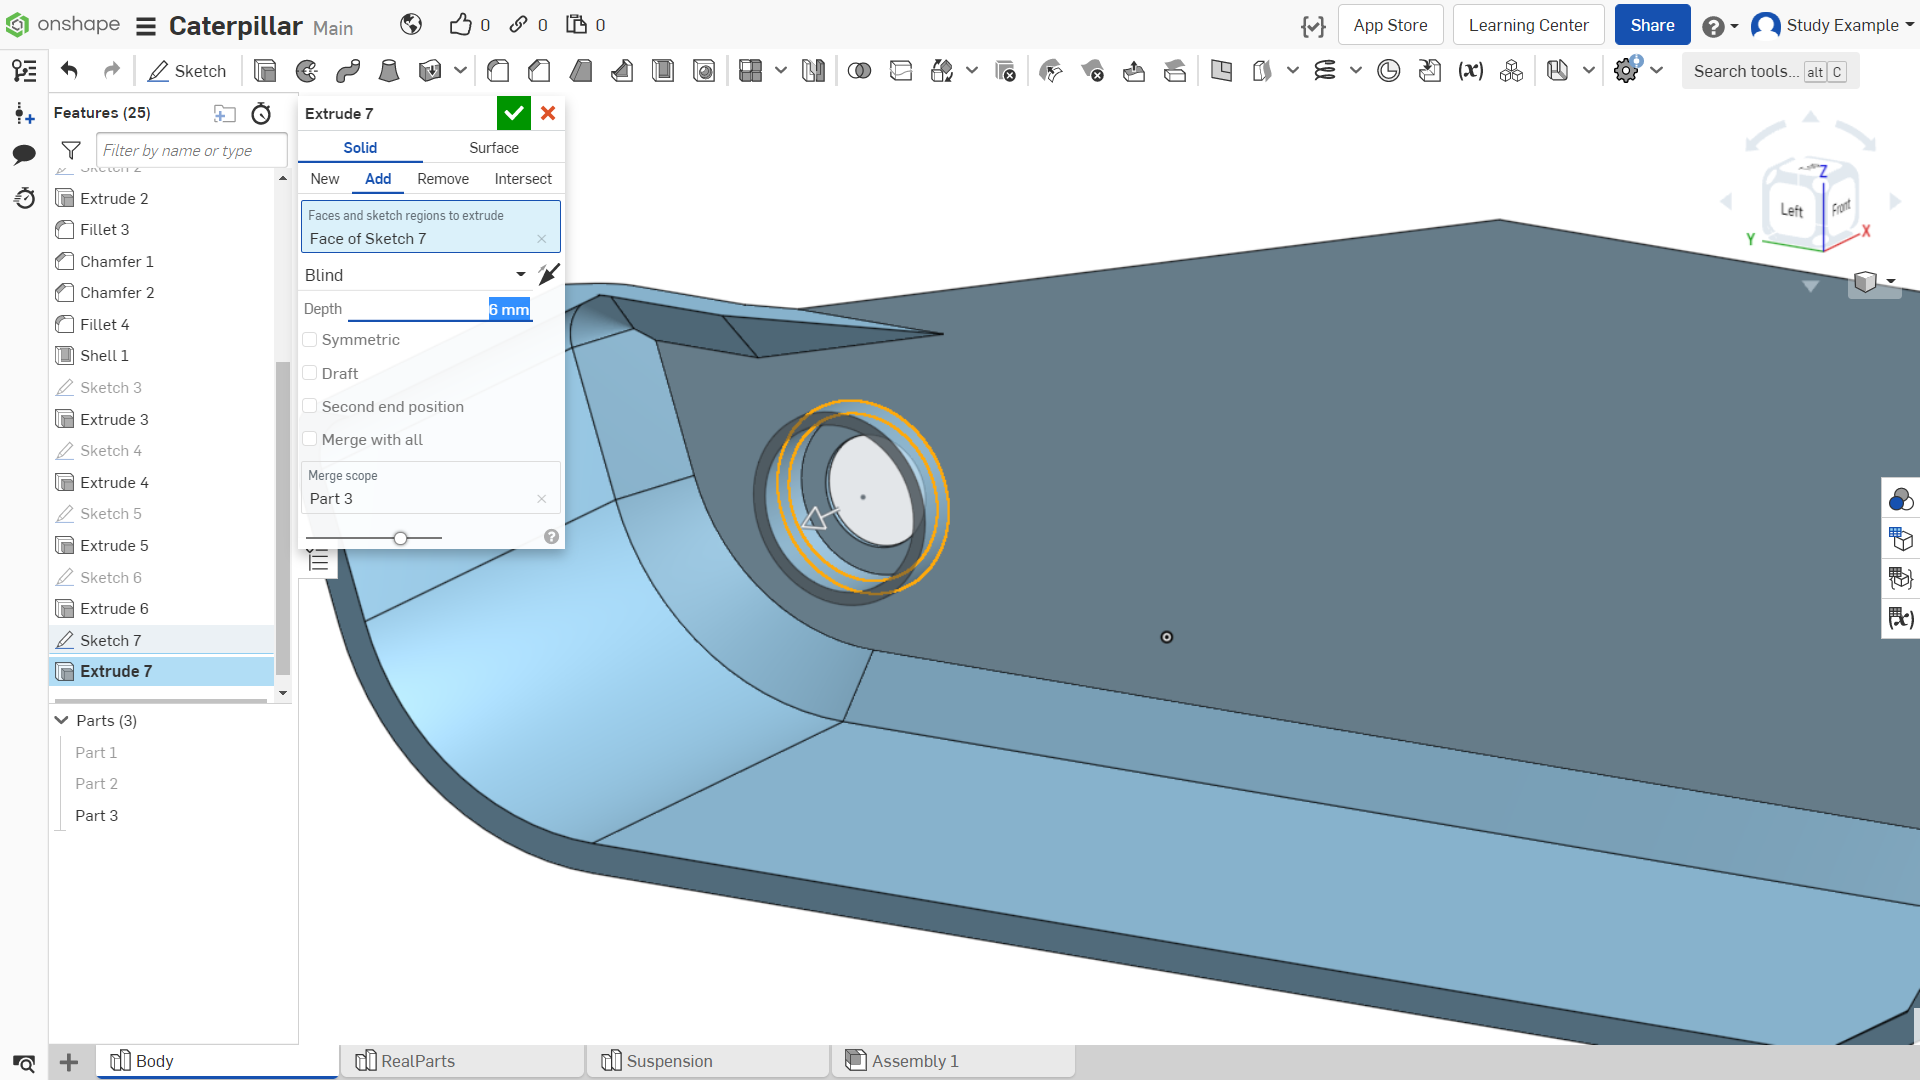 onshape Caterpillar Main 0 0 0 App Store Learning Center Share Study Example
Sketch Search tools... alt C
Features (25)
Filter by name or type
Extrude 2
Fillet 3
Chamfer 1
Chamfer 2
Fillet 4
Shell 1
Sketch 3
Extrude 3
Sketch 4
Extrude 4
Sketch 5
Extrude 5
Sketch 6
Extrude 6
Sketch 7
Extrude 7
Parts (3)
Part 1
Part 2
Part 3
Extrude 7
Solid Surface
New Add Remove Intersect
Faces and sketch regions to extrude
Face of Sketch 7
Blind
Depth 6 mm
Symmetric
Draft
Second end position
Merge with all
Merge scope
Part 3
Z
Left Front
Y X
Body RealParts Suspension Assembly 1